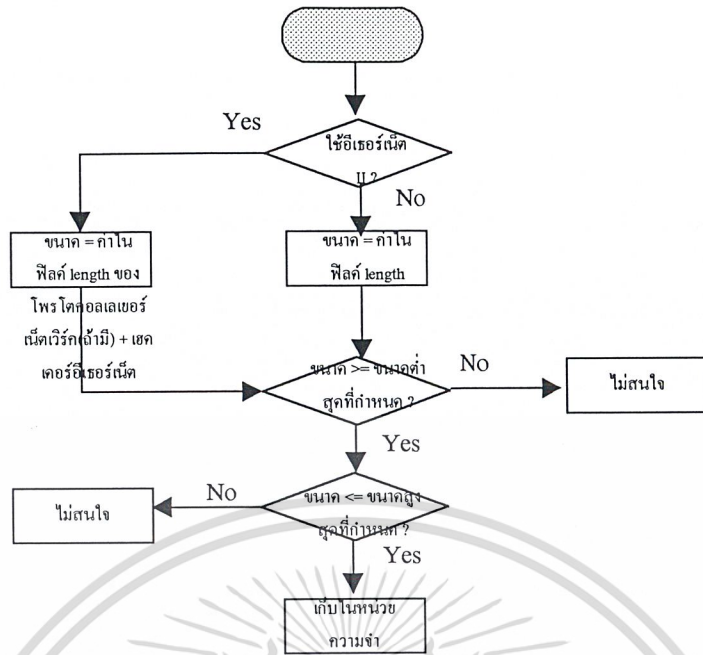 Yes
ใช้อีเธอร์เน็ต
II ?
No
ขนาด = ค่าใน
ฟิลด์ length ของ
โพรโตคอลเลเยอร์
เน็ตเวิร์ค(ถ้ามี) + เฮด
เดอร์อีเธอร์เน็ต
ขนาด = ค่าใน
ฟิลด์ length
ขนาด >= ขนาดต่ำ
สุดที่กำหนด ?
No
ไม่สนใจ
Yes
ขนาด <= ขนาดสูง
สุดที่กำหนด ?
No
ไม่สนใจ
Yes
เก็บในหน่วย
ความจำ